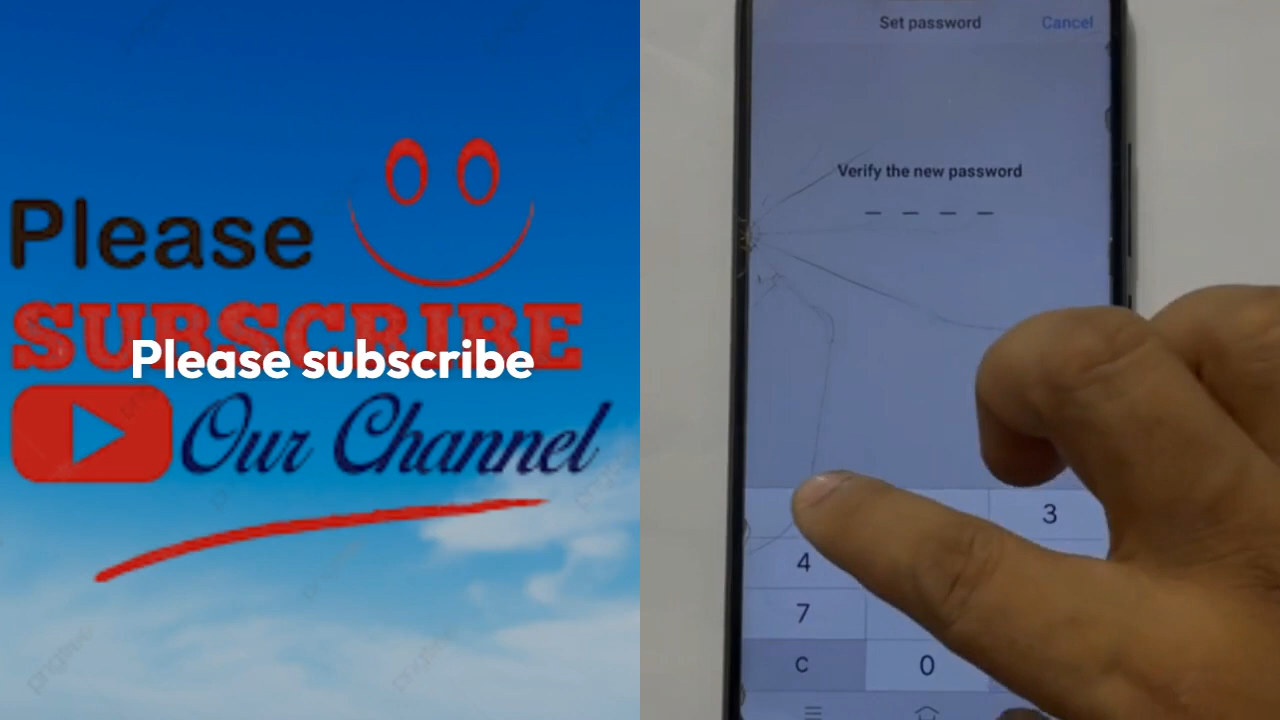 Please
SUBSCRIBE
Please subscribe
Our Channel
Set password
Cancel
Verify the new password
3
4
7
C
0